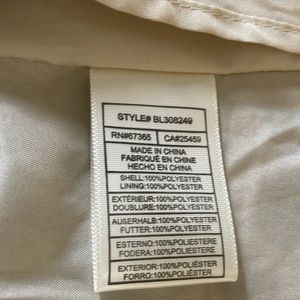 STYLE# BL308249
RN#67365 CA#25459
MADE IN CHINA
FABRIQUÉ EN CHINE
HECHO EN CHINA
SHELL:100%POLYESTER
LINING:100%POLYESTER
EXTÉRIEUR:100%POLYESTER
DOUBLURE:100%POLYESTER
AUßERHALB:100%POLYESTER
FUTTER:100%POLYESTER
ESTERNO:100%POLIESTERE
FODERA:100%POLIESTERE
EXTERIOR:100%POLIÉSTER
FORRO:100%POLIÉSTER